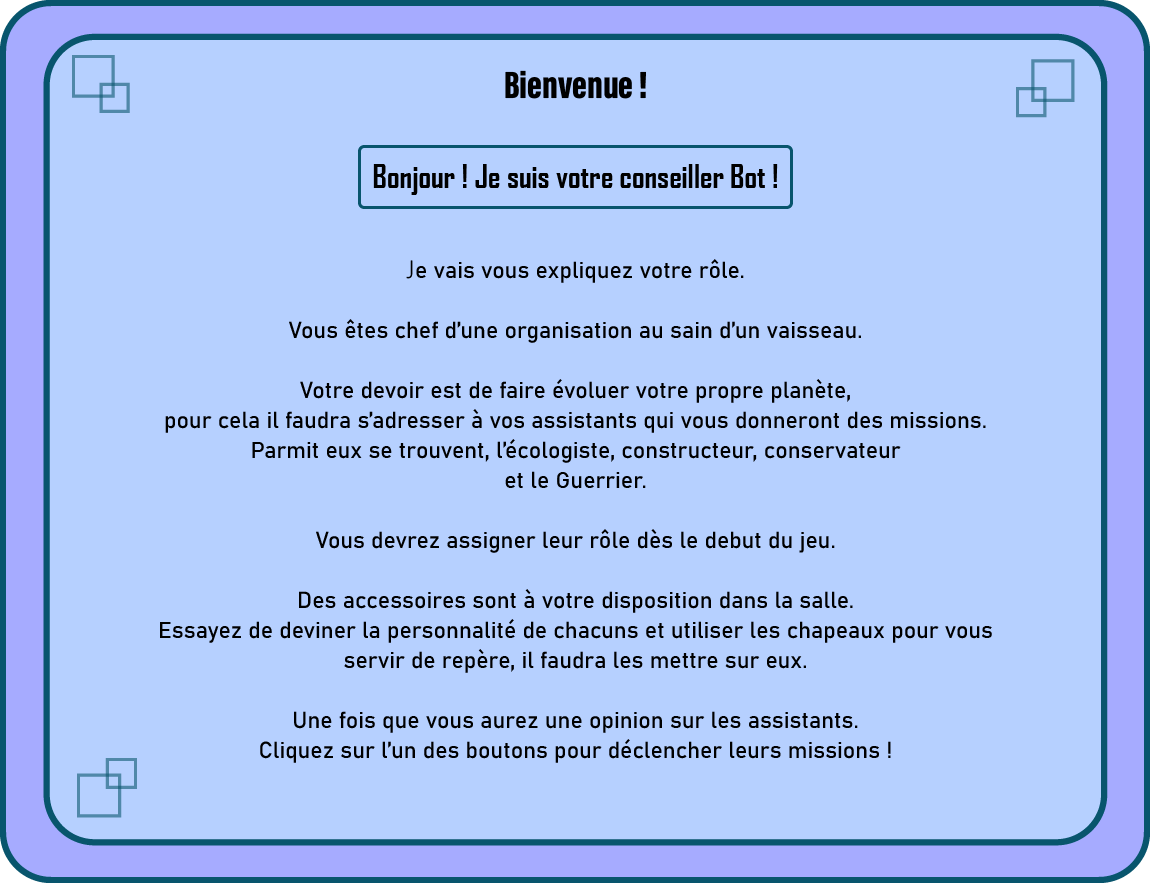 Bienvenue !
Bonjour ! Je suis votre conseiller Bot !
Je vais vous expliquez votre rôle.
Vous êtes chef d’une organisation au sain d’un vaisseau.
Votre devoir est de faire évoluer votre propre planète,
pour cela il faudra s’adresser à vos assistants qui vous donneront des missions.
Parmit eux se trouvent, l’écologiste, constructeur, conservateur
et le Guerrier.
Vous devrez assigner leur rôle dès le debut du jeu.
Des accessoires sont à votre disposition dans la salle.
Essayez de deviner la personnalité de chacuns et utiliser les chapeaux pour vous
servir de repère, il faudra les mettre sur eux.
Une fois que vous aurez une opinion sur les assistants.
Cliquez sur l’un des boutons pour déclencher leurs missions !